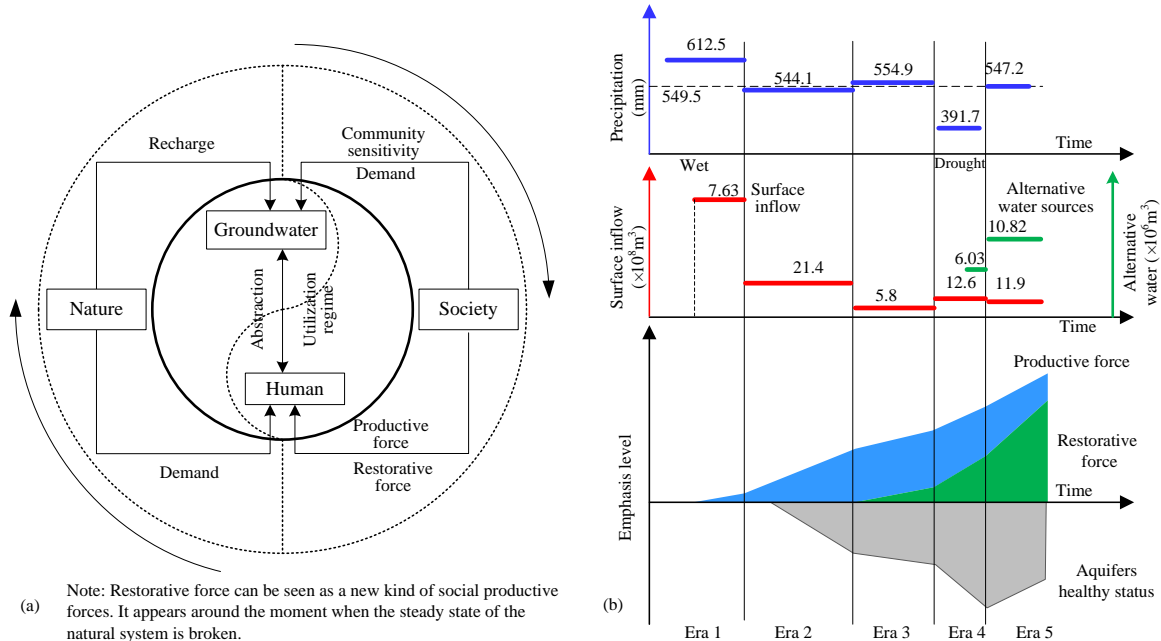 Recharge
Community
sensitivity
Demand
Groundwater
Nature
Abstraction
Utilization
regime
Society
Human
Productive
force
Demand
Restorative
force
(a)
Note: Restorative force can be seen as a new kind of social productive
forces. It appears around the moment when the steady state of the
natural system is broken.
Precipitation
(mm)
612.5
549.5
544.1
554.9
391.7
547.2
Time
Wet
Drought
Surface inflow
(×10⁸m³)
7.63
Surface
inflow
21.4
5.8
12.6
11.9
Alternative
water sources
10.82
6.03
Alternative
water (×10⁶m³)
Time
Emphasis level
Productive force
Restorative
force
Time
Aquifers
healthy status
(b)
Era 1
Era 2
Era 3
Era 4
Era 5